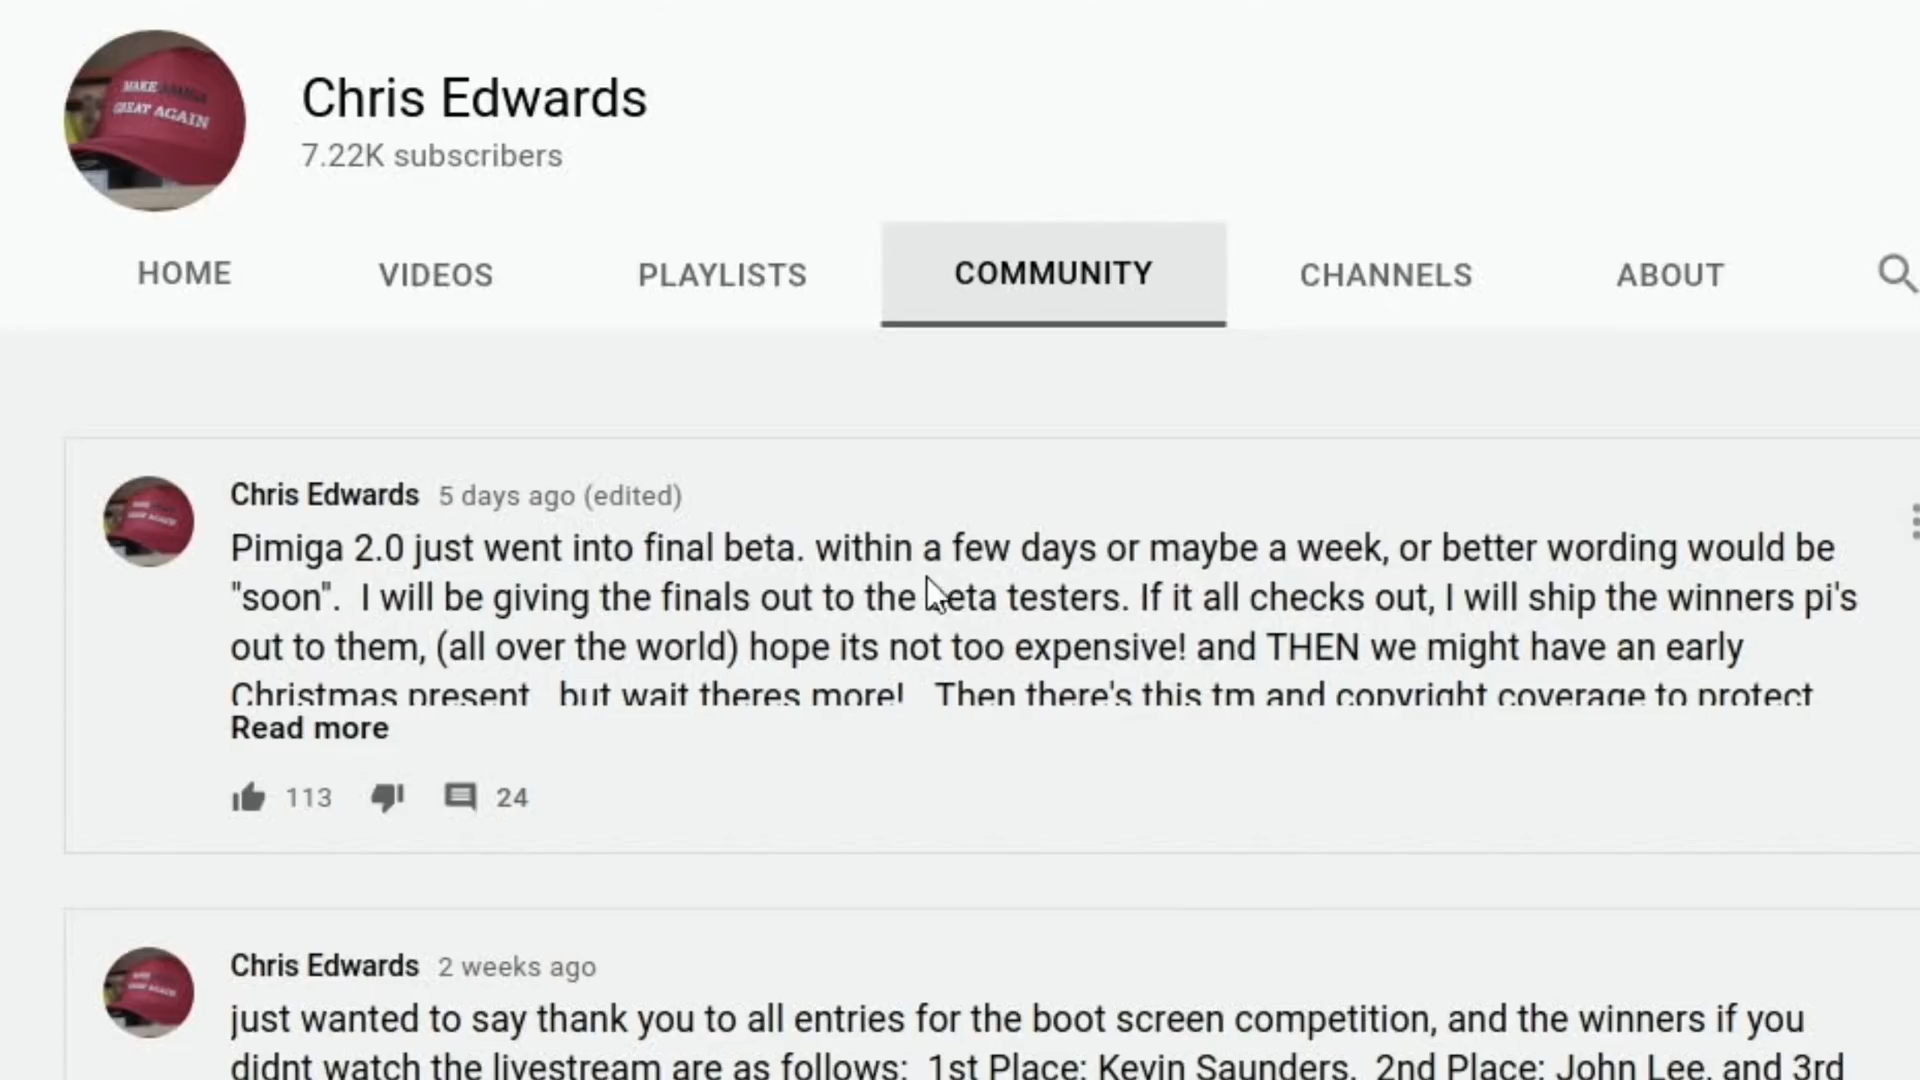 MAKE AMIGA
GREAT AGAIN
Chris Edwards
7.22K subscribers
HOME VIDEOS PLAYLISTS COMMUNITY CHANNELS ABOUT
Chris Edwards 5 days ago (edited)
Pimiga 2.0 just went into final beta. within a few days or maybe a week, or better wording would be
"soon".  I will be giving the finals out to the beta testers. If it all checks out, I will ship the winners pi's
out to them, (all over the world) hope its not too expensive! and THEN we might have an early
Christmas present   but wait theres more!   Then there's this tm and copyright coverage to protect
Read more
113 24
Chris Edwards 2 weeks ago
just wanted to say thank you to all entries for the boot screen competition, and the winners if you
didnt watch the livestream are as follows:  1st Place: Kevin Saunders,  2nd Place: John Lee, and 3rd